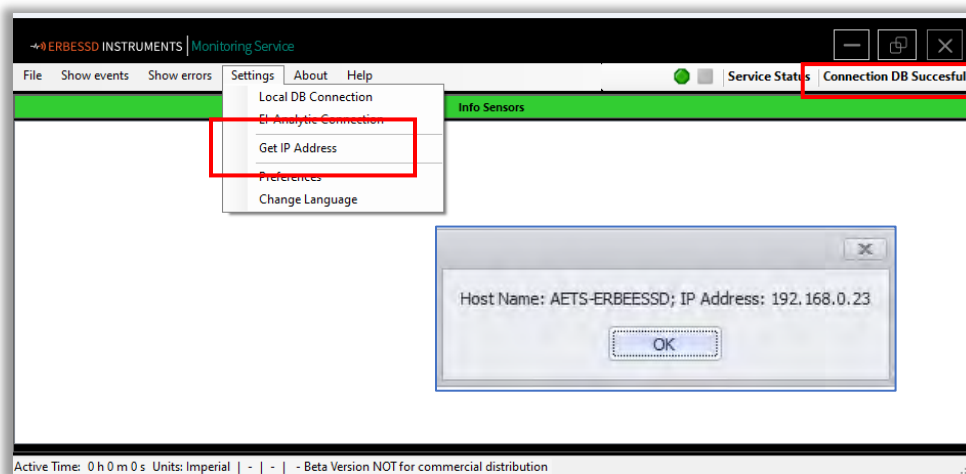 ERBESSD INSTRUMENTS | Monitoring Service
File Show events Show errors Settings About Help Service Status Connection DB Succesful
Info Sensors
Local DB Connection
EI-Analytic Connection
Get IP Address
Preferences
Change Language
Host Name: AETS-ERBEESSD; IP Address: 192.168.0.23
OK
Active Time: 0 h 0 m 0 s Units: Imperial | - | - | - Beta Version NOT for commercial distribution